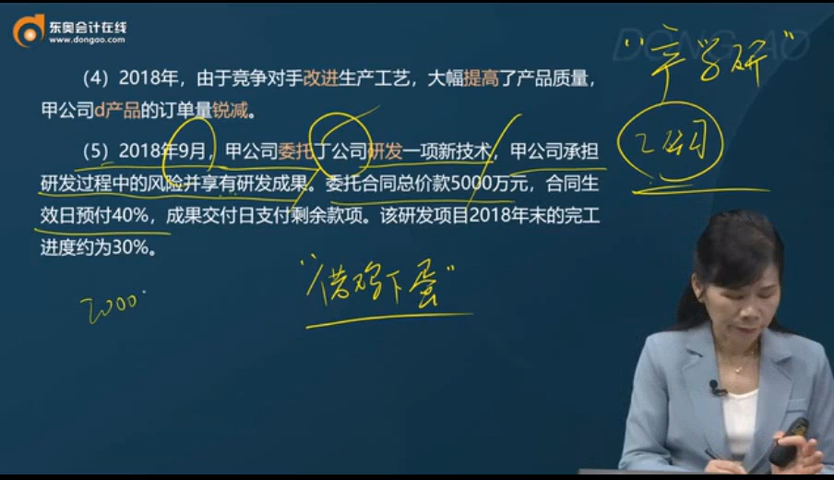 东奥会计在线
www.dongao.com
DONGAO
"产学研"
（4）2018年，由于竞争对手改进生产工艺，大幅提高了产品质量，
甲公司d产品的订单量锐减。
（5）2018年9月，甲公司委托丁公司研发一项新技术，甲公司承担
研发过程中的风险并享有研发成果。委托合同总价款5000万元，合同生
效日预付40%，成果交付日支付剩余款项。该研发项目2018年末的完工
进度约为30%。
"借鸡下蛋"
2000